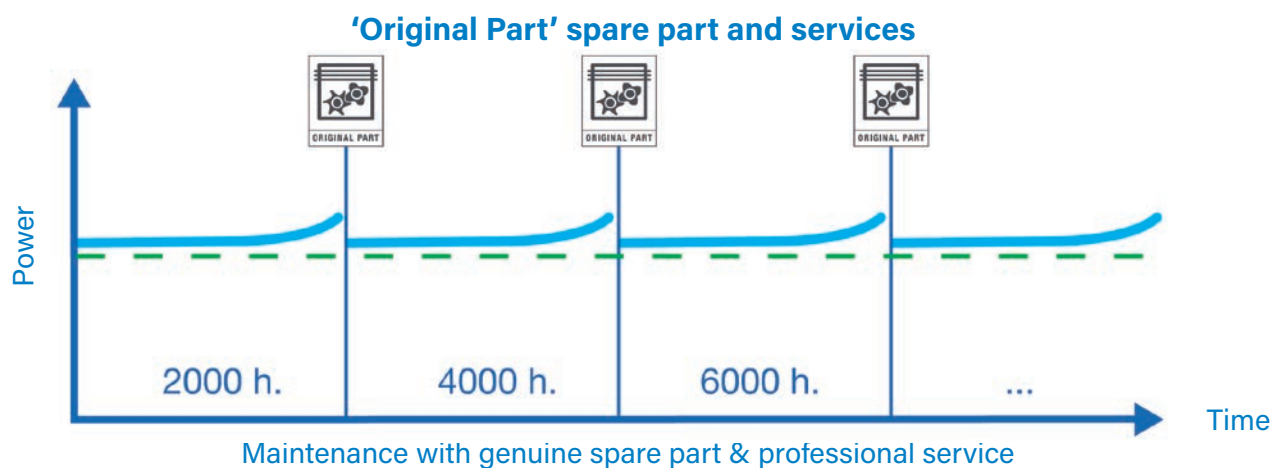 ‘Original Part’ spare part and services
ORIGINAL PART
ORIGINAL PART
ORIGINAL PART
Power
2000 h.
4000 h.
6000 h.
...
Time
Maintenance with genuine spare part & professional service